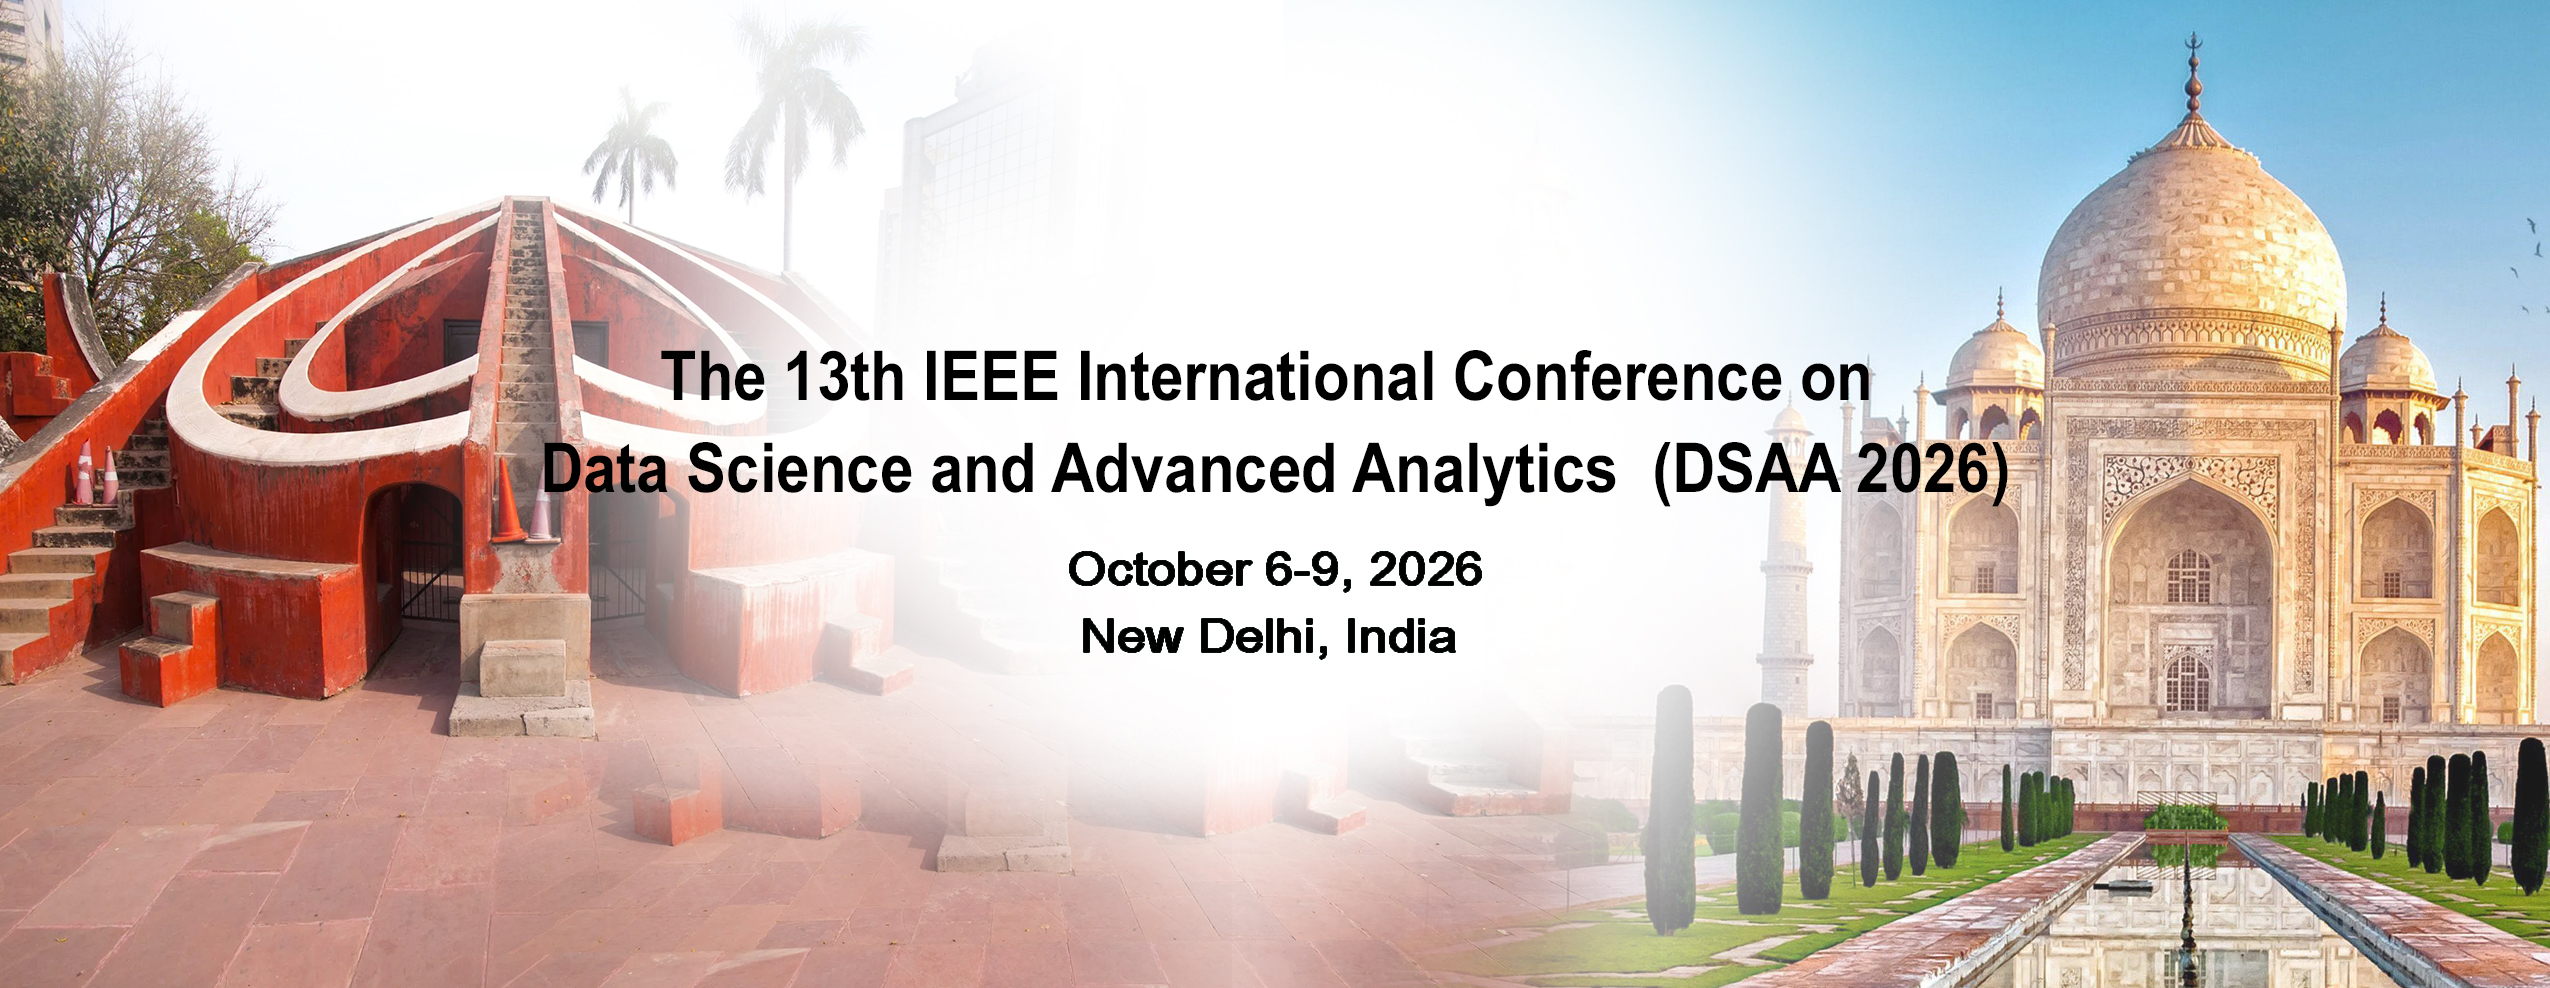 The 13th IEEE International Conference on
Data Science and Advanced Analytics (DSAA 2026)
October 6-9, 2026
New Delhi, India